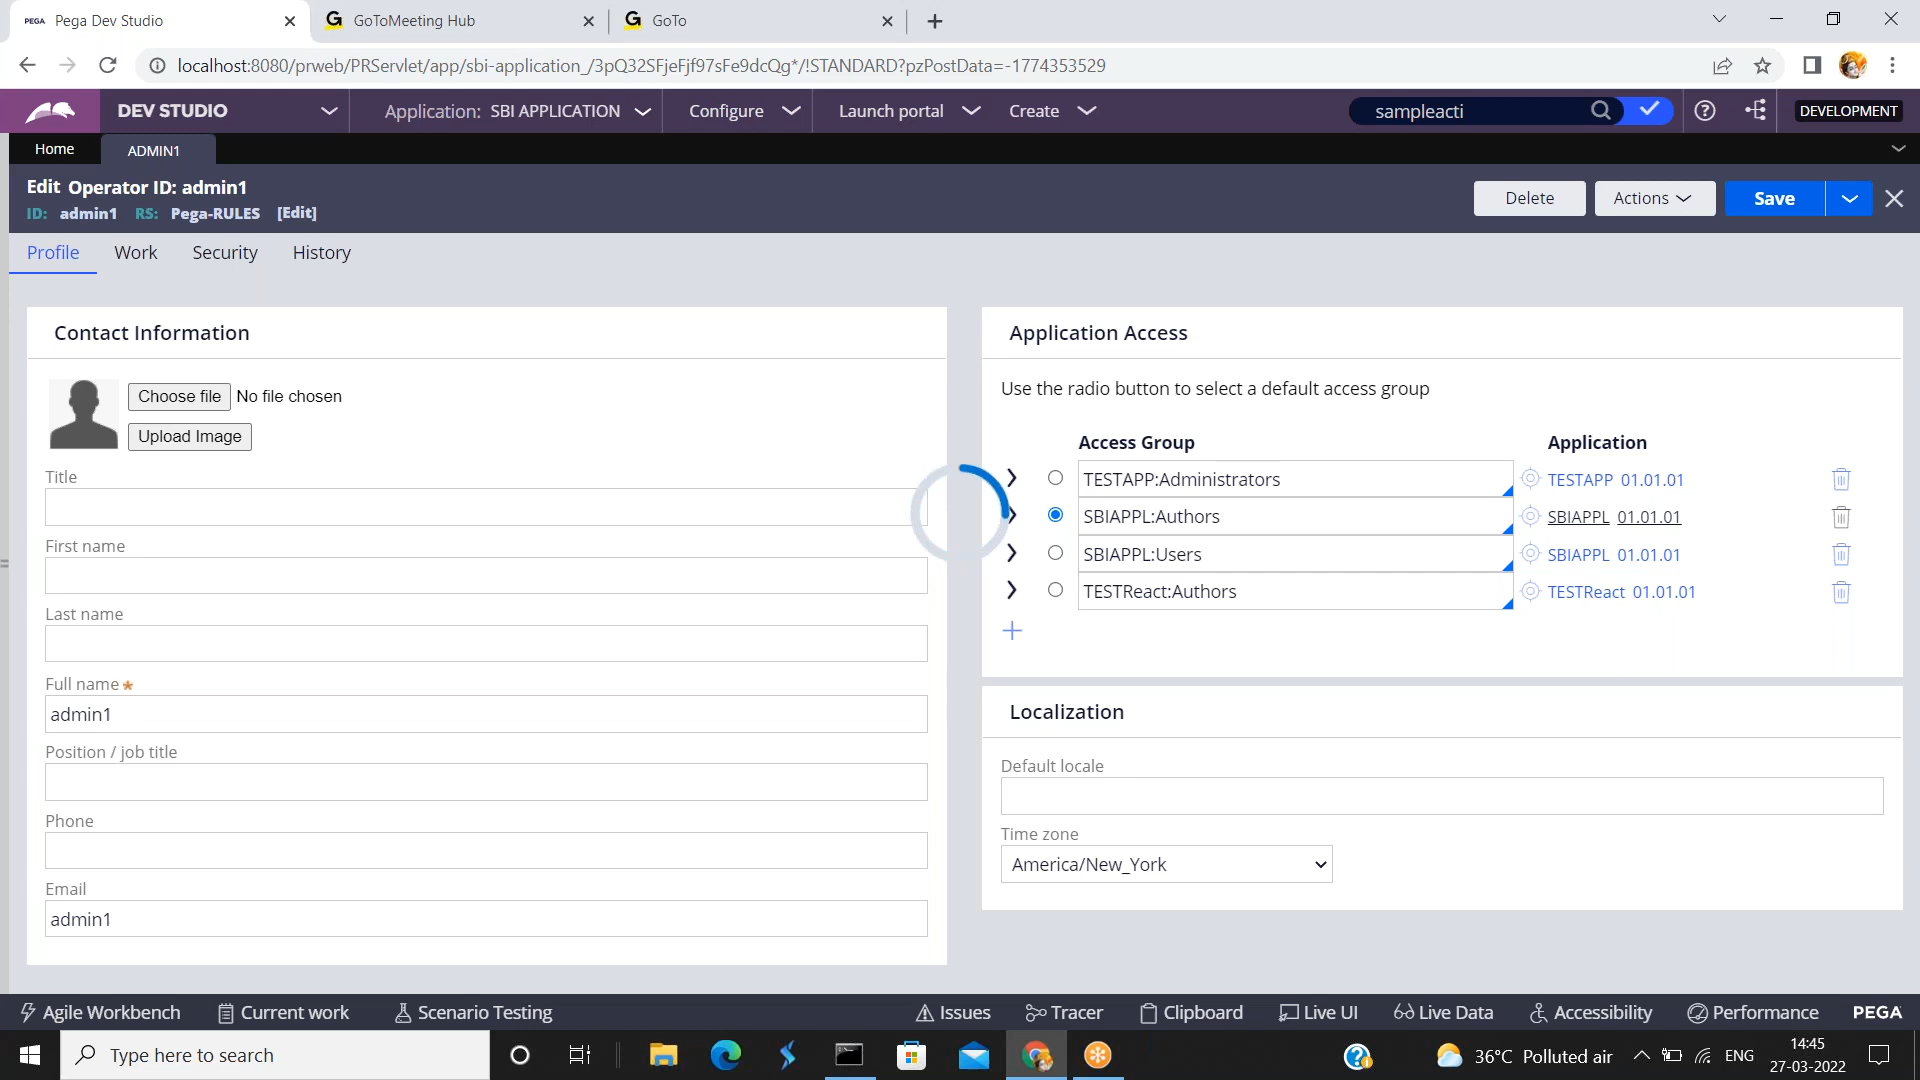 PEGA Pega Dev Studio
GoToMeeting Hub
GoTo
localhost:8080/prweb/PRServlet/app/sbi-application_/3pQ32SFjeFjf97sFe9dcQg*/!STANDARD?pzPostData=-1774353529
DEV STUDIO
Application: SBI APPLICATION
Configure
Launch portal
Create
sampleacti
DEVELOPMENT
Home
ADMIN1
Edit Operator ID: admin1
ID: admin1 RS: Pega-RULES [Edit]
Delete
Actions
Save
Profile
Work
Security
History
Contact Information
Choose file No file chosen
Upload Image
Title
First name
Last name
Full name *
admin1
Position / job title
Phone
Email
admin1
Application Access
Use the radio button to select a default access group
Access Group Application
TESTAPP:Administrators TESTAPP 01.01.01
SBIAPPL:Authors SBIAPPL 01.01.01
SBIAPPL:Users SBIAPPL 01.01.01
TESTReact:Authors TESTReact 01.01.01
Localization
Default locale
Time zone
America/New_York
Agile Workbench
Current work
Scenario Testing
Issues
Tracer
Clipboard
Live UI
Live Data
Accessibility
Performance
PEGA
Type here to search
36°C Polluted air
ENG
14:45
27-03-2022